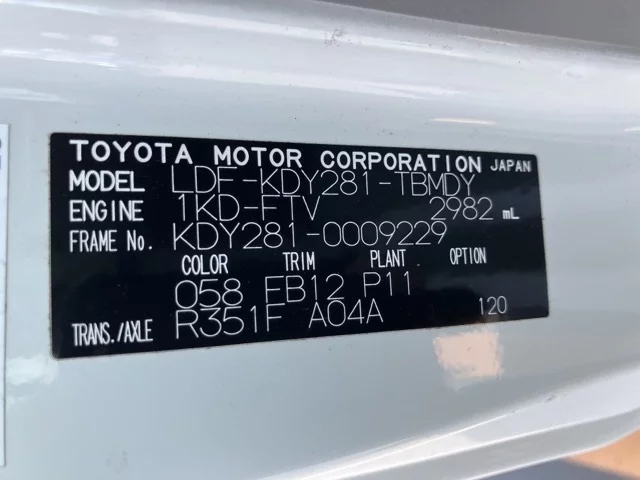 TOYOTA MOTOR CORPORATION JAPAN
MODEL LDF-KDY281-TBMDY
ENGINE 1KD-FTV 2982 mL
FRAME No. KDY281-0009229
COLOR TRIM PLANT OPTION
058 FB12 P11
TRANS./AXLE R351F A04A 120